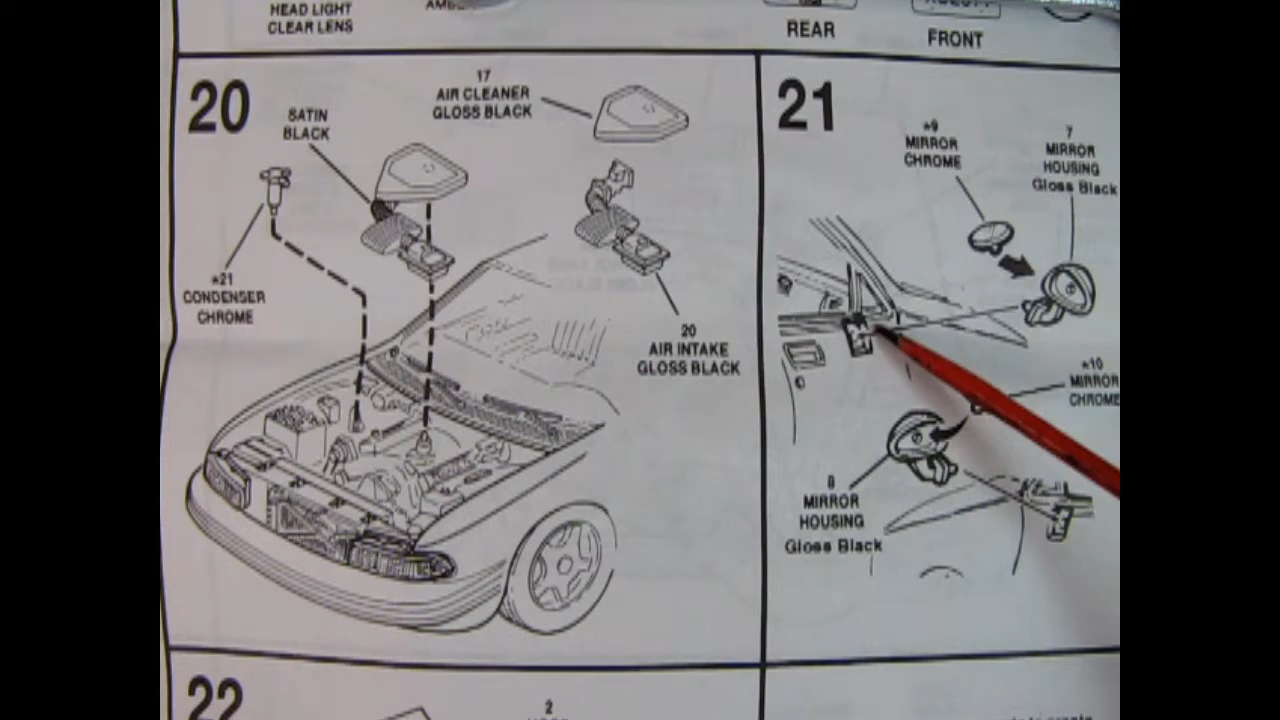 HEAD LIGHT
CLEAR LENS
REAR
FRONT
20
17
AIR CLEANER
GLOSS BLACK
SATIN
BLACK
*21
CONDENSER
CHROME
20
AIR INTAKE
GLOSS BLACK
21
*9
MIRROR
CHROME
7
MIRROR
HOUSING
Gloss Black
*10
MIRROR
CHROME
8
MIRROR
HOUSING
Gloss Black
22
2